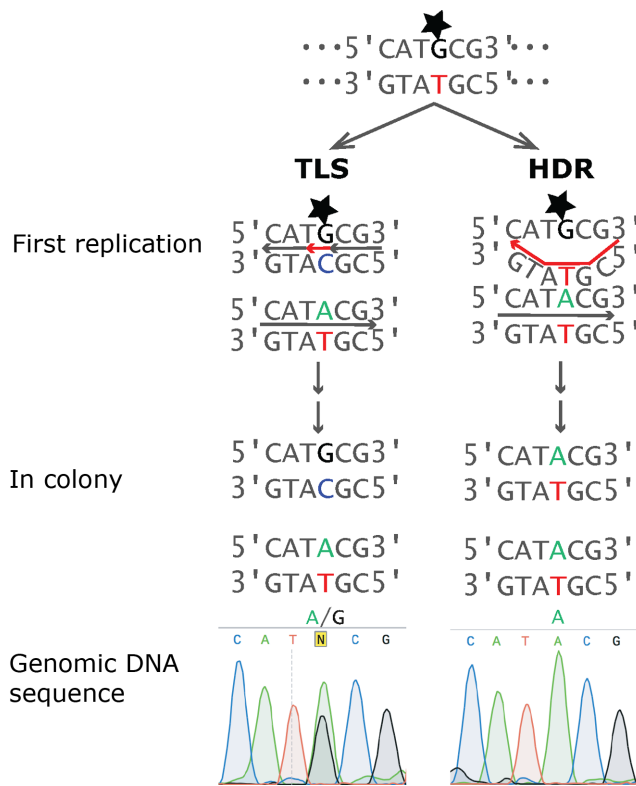 ···5'CATGCG3'···
···3'GTATGC5'···
TLS
HDR
First replication
5'CATGCG3'
3'GTACGC5'
5'CATACG3'
3'GTATGC5'
5'CATGCG3'
3'GTATGC5'
5'CATACG3'
3'GTATGC5'
In colony
5'CATGCG3'
3'GTACGC5'
5'CATACG3'
3'GTATGC5'
5'CATACG3'
3'GTATGC5'
5'CATACG3'
3'GTATGC5'
Genomic DNA
sequence
A/G
C A T N C G
A
C A T A C G